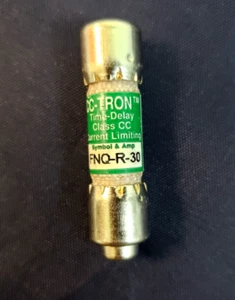 CC-TRON™
Time-Delay
Class CC
Current Limiting
Symbol & Amp
FNQ-R-30